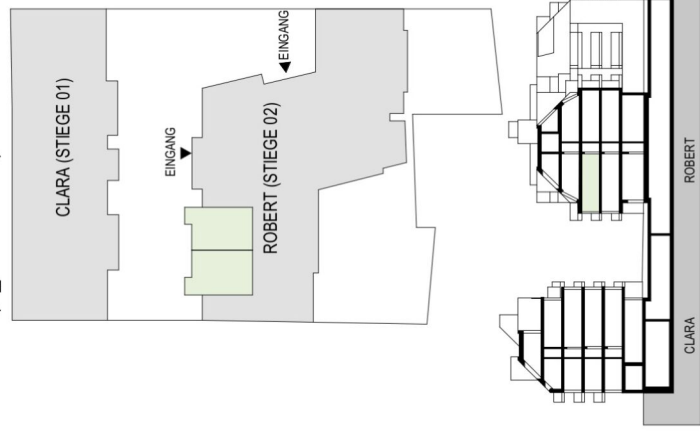 CLARA (STIEGE 01)
EINGANG
ROBERT (STIEGE 02)
EINGANG
ROBERT
CLARA